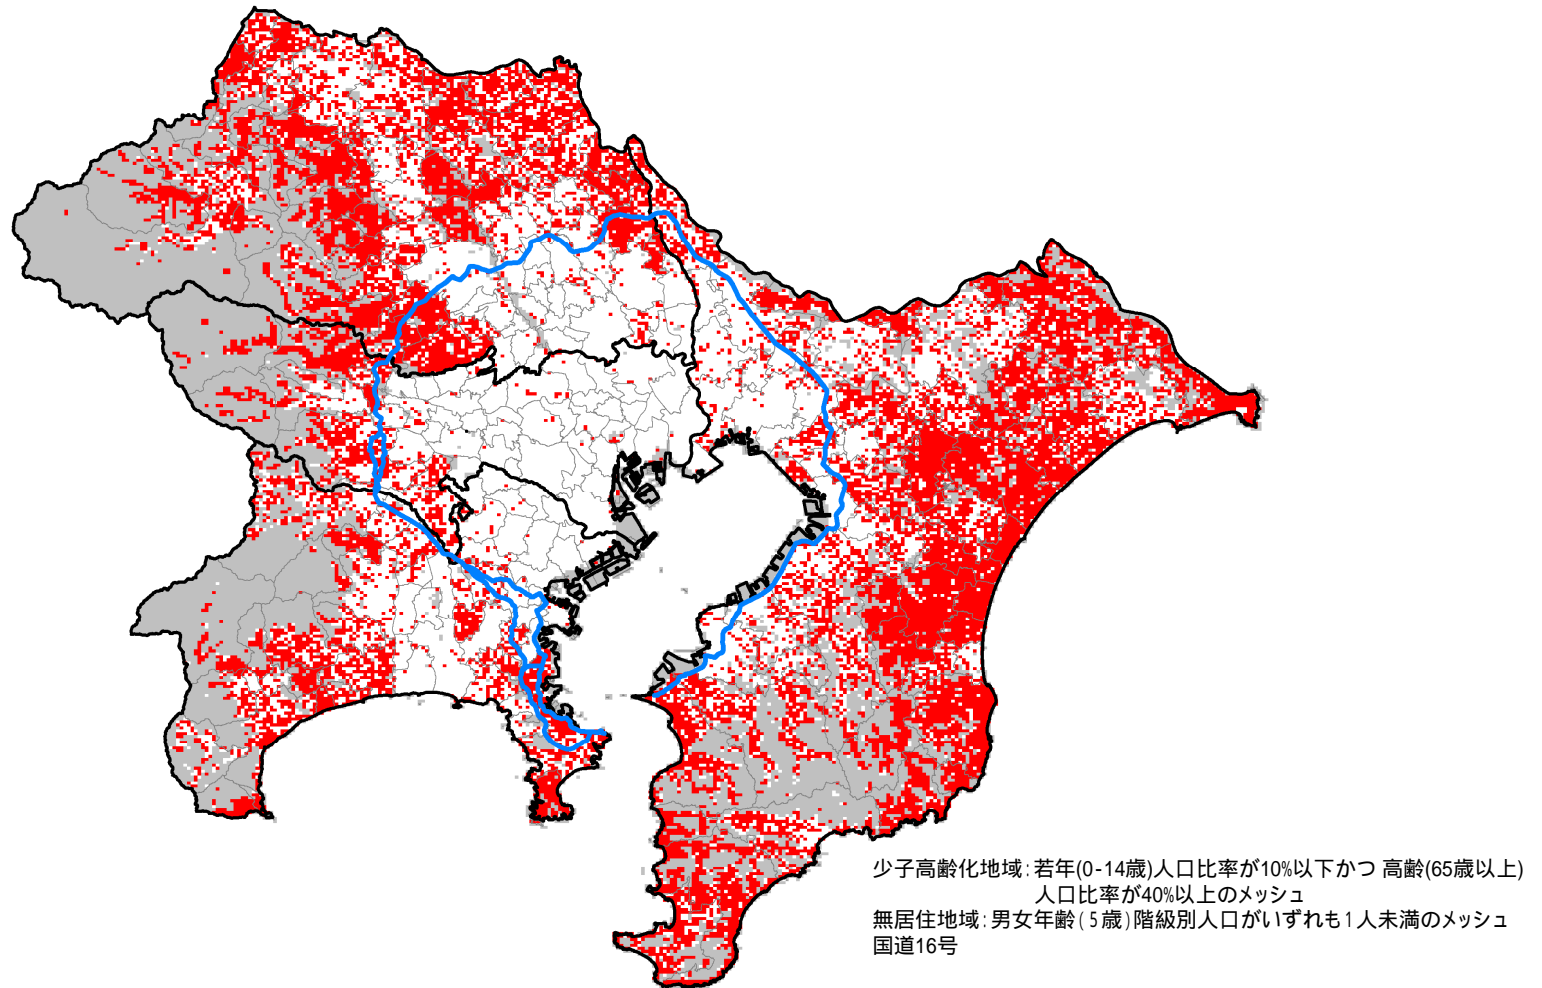 少子高齢化地域:若年(0-14歳)人口比率が10%以下かつ 高齢(65歳以上)
人口比率が40%以上のメッシュ
無居住地域:男女年齢(5歳)階級別人口がいずれも1人未満のメッシュ
国道16号